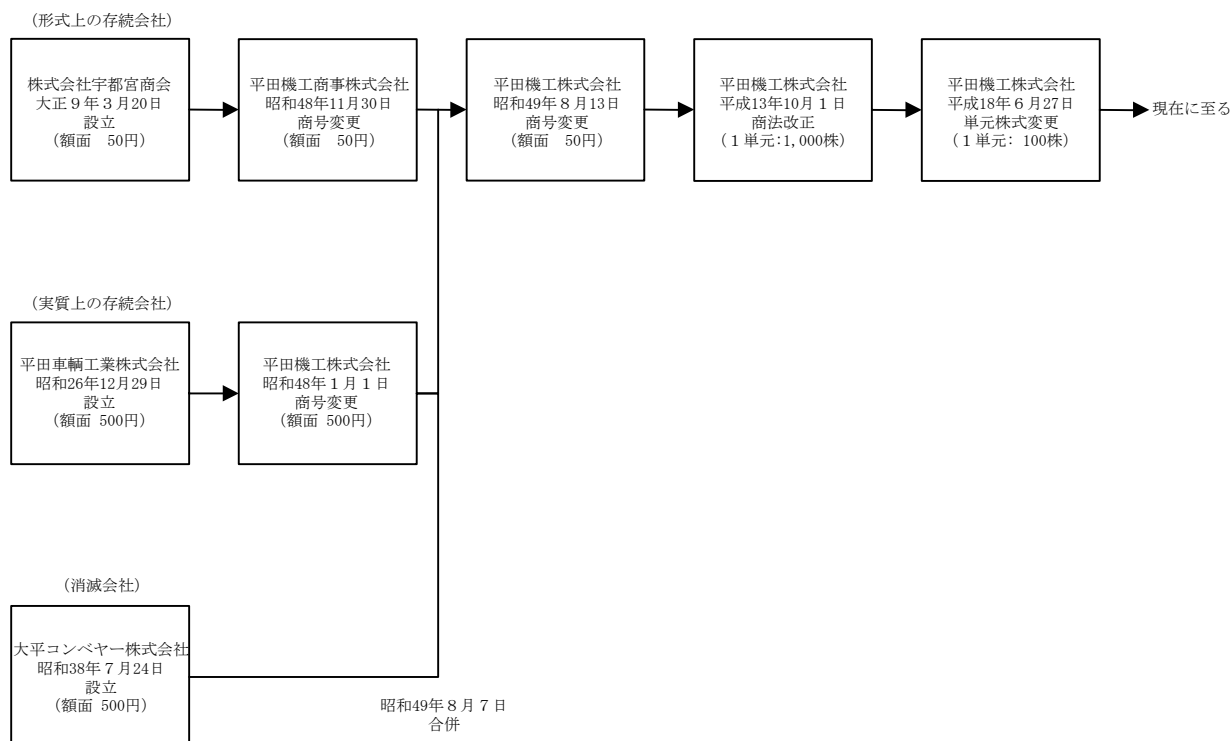 （形式上の存続会社）
株式会社宇都宮商会
大正９年３月20日
設立
（額面　50円）
平田機工商事株式会社
昭和48年11月30日
商号変更
（額面　50円）
平田機工株式会社
昭和49年８月13日
商号変更
（額面　50円）
平田機工株式会社
平成13年10月１日
商法改正
（１単元：1,000株）
平田機工株式会社
平成18年６月27日
単元株式変更
（１単元： 100株）
現在に至る
（実質上の存続会社）
平田車輌工業株式会社
昭和26年12月29日
設立
（額面 500円）
平田機工株式会社
昭和48年１月１日
商号変更
（額面 500円）
（消滅会社）
大平コンベヤー株式会社
昭和38年７月24日
設立
（額面 500円）
昭和49年８月７日
合併